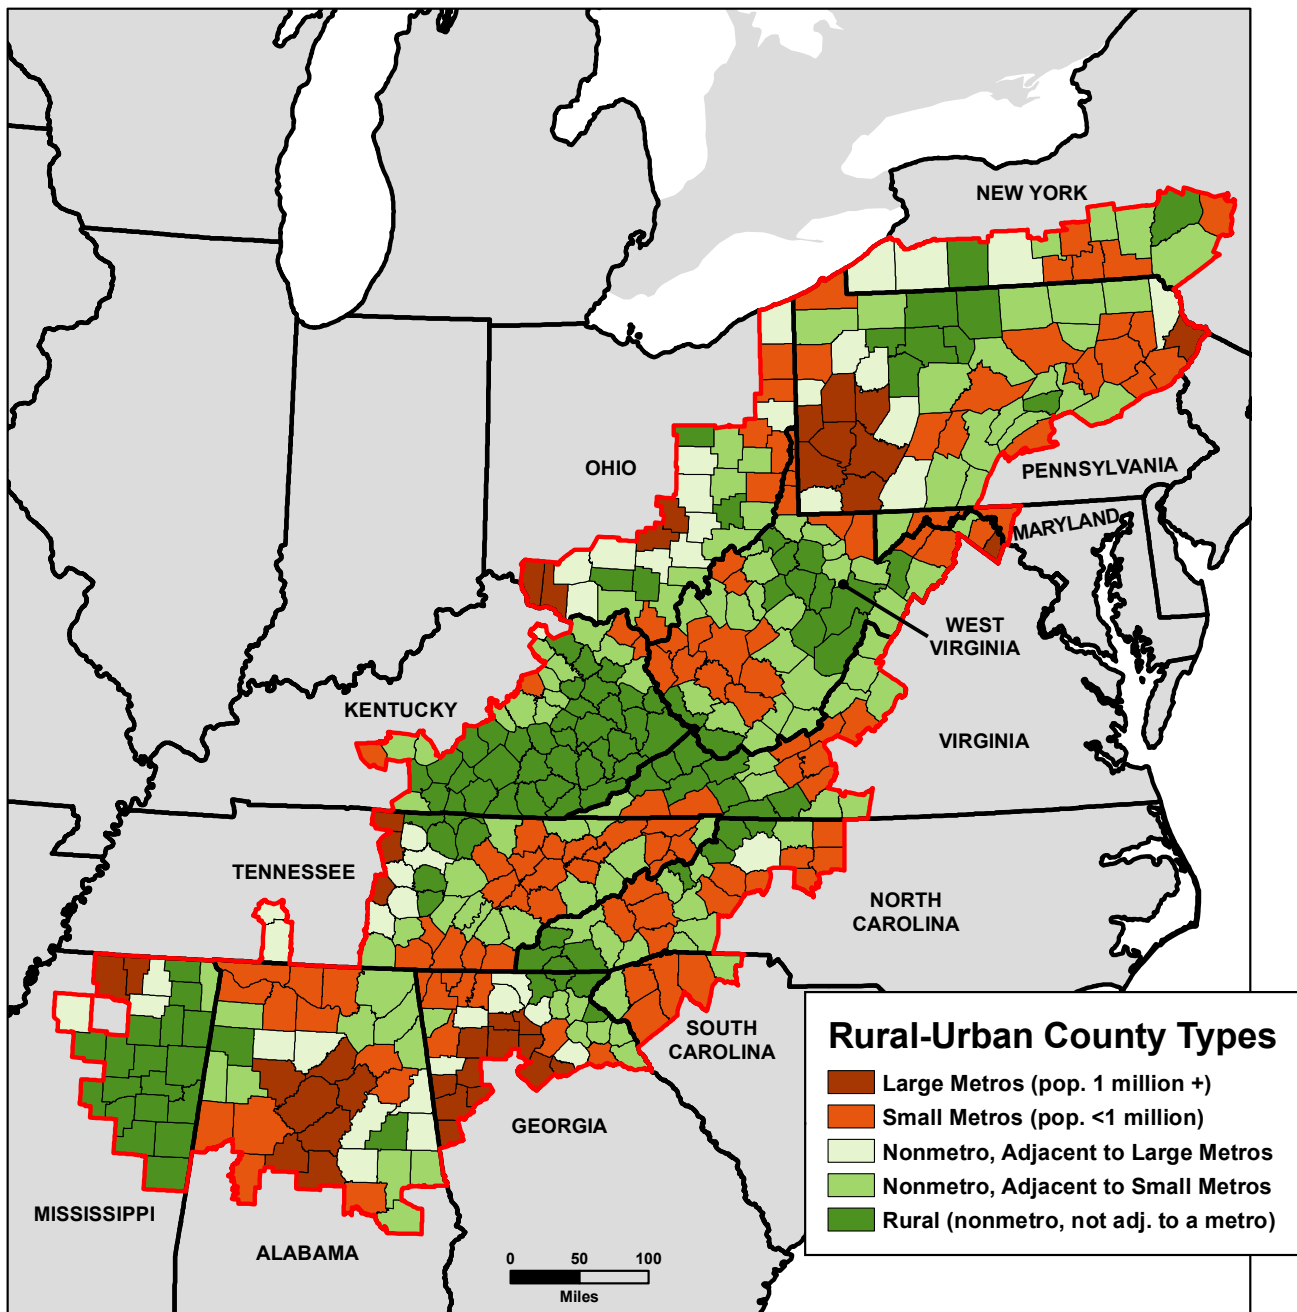 NEW YORK
OHIO
PENNSYLVANIA
MARYLAND
WEST
VIRGINIA
KENTUCKY
VIRGINIA
TENNESSEE
NORTH
CAROLINA
SOUTH
CAROLINA
GEORGIA
MISSISSIPPI
ALABAMA
Rural-Urban County Types
Large Metros (pop. 1 million +)
Small Metros (pop. <1 million)
Nonmetro, Adjacent to Large Metros
Nonmetro, Adjacent to Small Metros
Rural (nonmetro, not adj. to a metro)
0 50 100
Miles